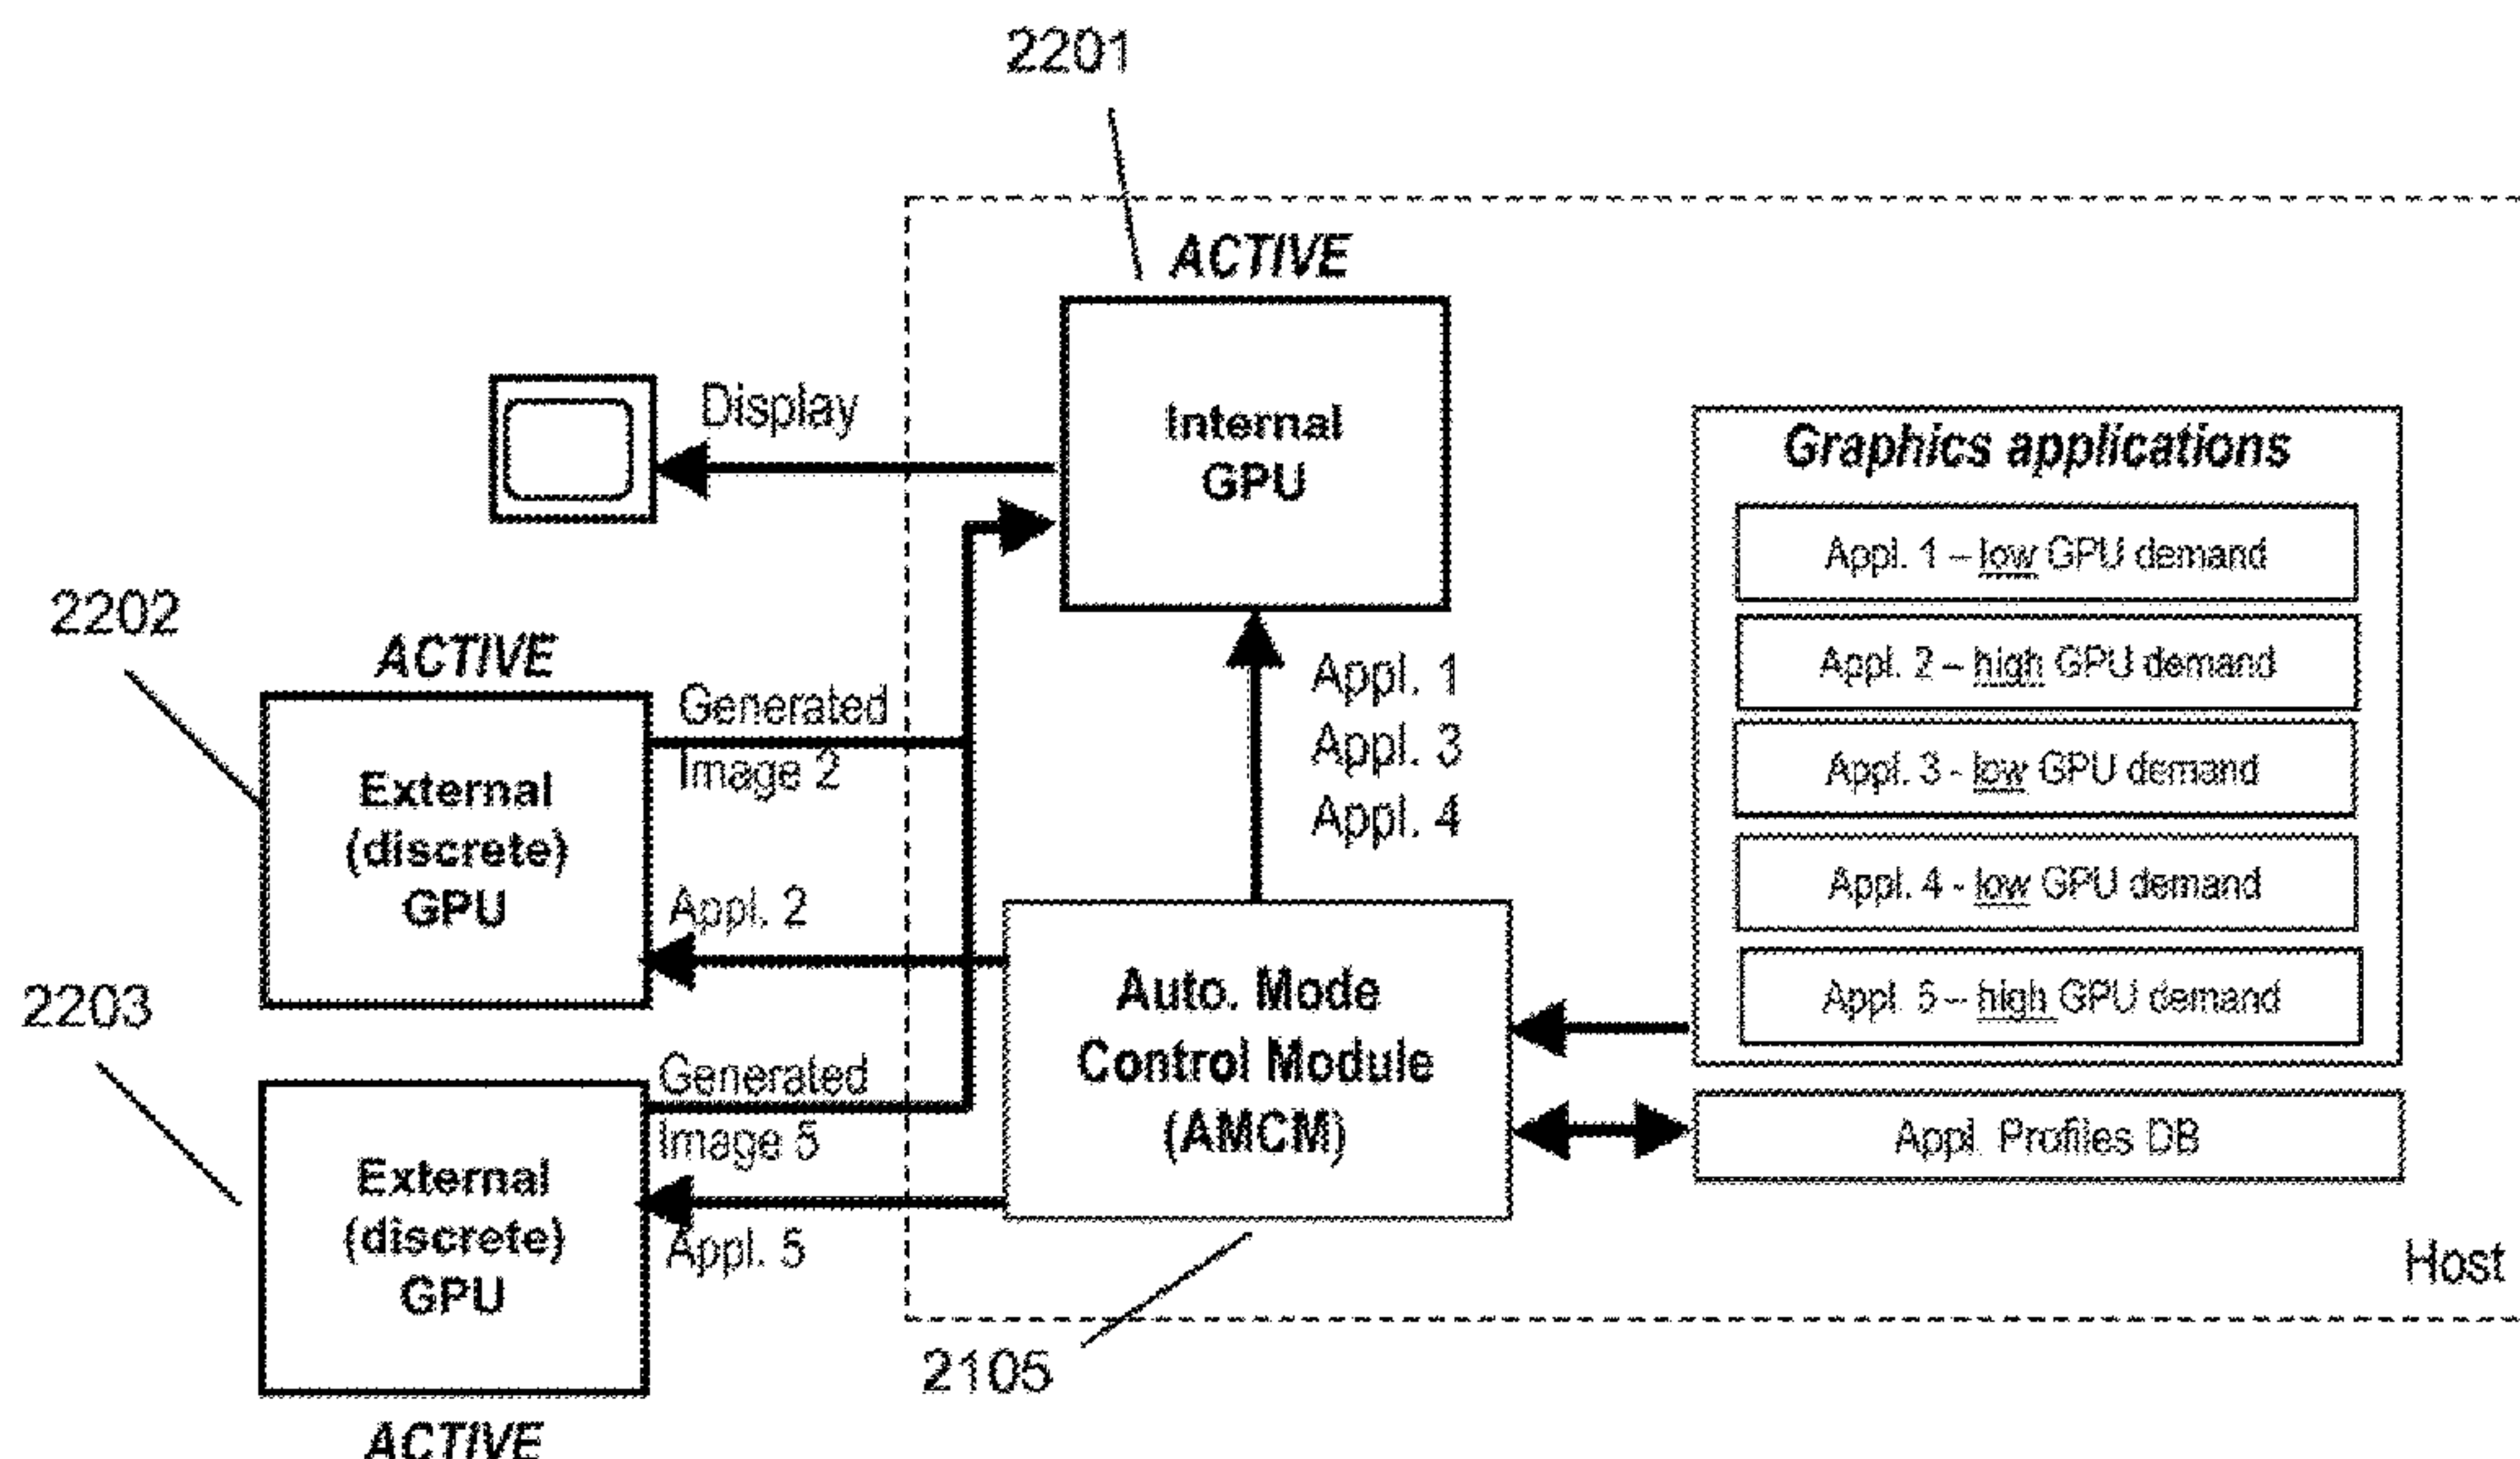 2201
ACTIVE
Internal
GPU
Display
Graphics applications
Appl. 1 – low GPU demand
Appl. 2 – high GPU demand
Appl. 3 - low GPU demand
Appl. 4 - low GPU demand
Appl. 5 – high GPU demand
2202
ACTIVE
External
(discrete)
GPU
Generated
Image 2
Appl. 1
Appl. 3
Appl. 4
Appl. 2
2203
External
(discrete)
GPU
ACTIVE
Generated
Image 5
Appl. 5
Auto. Mode
Control Module
(AMCM)
Appl. Profiles DB
Host
2105